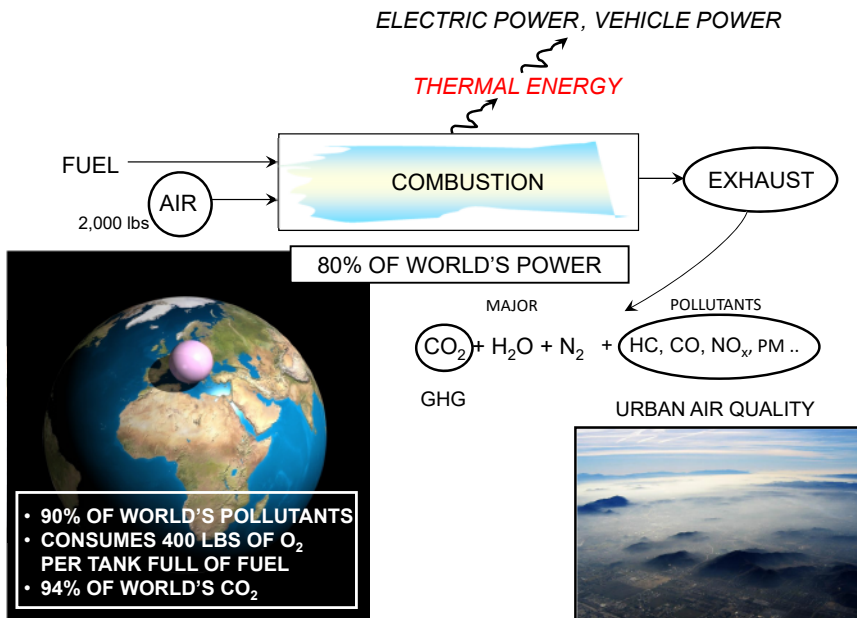 ELECTRIC POWER, VEHICLE POWER
THERMAL ENERGY
FUEL
COMBUSTION
EXHAUST
AIR
2,000 lbs
80% OF WORLD'S POWER
MAJOR
POLLUTANTS
CO₂ + H₂O + N₂ + HC, CO, NOₓ, PM ..
GHG
URBAN AIR QUALITY
• 90% OF WORLD'S POLLUTANTS
• CONSUMES 400 LBS OF O₂
PER TANK FULL OF FUEL
• 94% OF WORLD'S CO₂